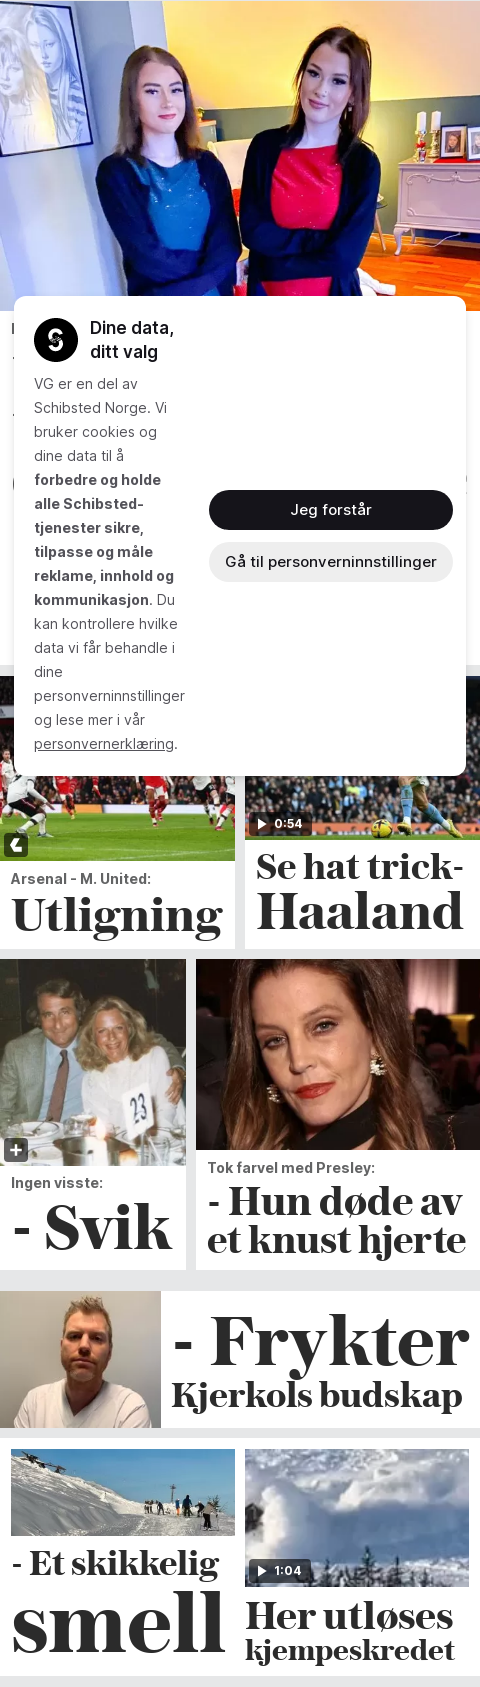 Dine data,
ditt valg
VG er en del av
Schibsted Norge. Vi
bruker cookies og
dine data til å
forbedre og holde
alle Schibsted-
tjenester sikre,
tilpasse og måle
reklame, innhold og
kommunikasjon. Du
kan kontrollere hvilke
data vi får behandle i
dine
personverninnstillinger
og lese mer i vår
personvernerklæring.
Jeg forstår
Gå til personverninnstillinger
Arsenal - M. United:
Utligning
0:54
Se hat trick-
Haaland
23
Ingen visste:
- Svik
Tok farvel med Presley:
- Hun døde av
et knust hjerte
- Frykter
Kjerkols budskap
- Et skikkelig
smell
1:04
Her utløses
kjempeskredet